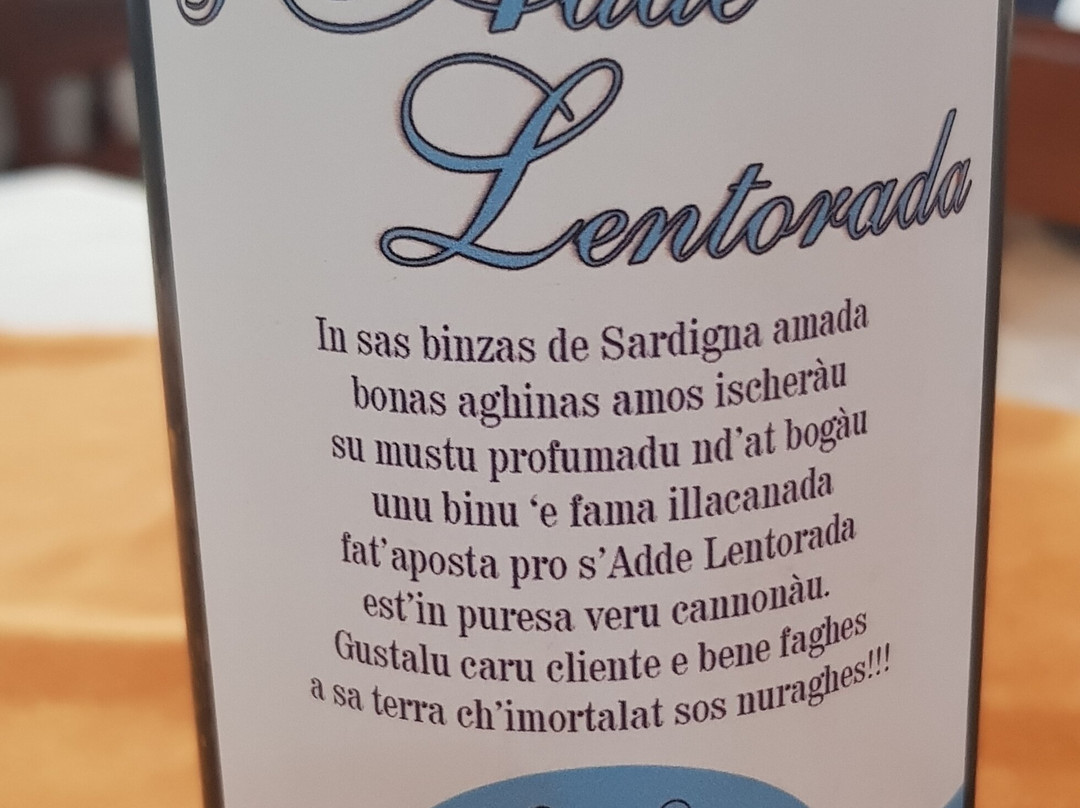 Adde
Lentorada
In sas binzas de Sardigna amada
bonas aghinas amos ischeràu
su mustu profumadu nd'at bogàu
unu binu ‘e fama illacanada
fat'aposta pro s'Adde Lentorada
est'in puresa veru cannonàu.
Gustalu caru cliente e bene faghes
a sa terra ch'imortalat sos nuraghes!!!